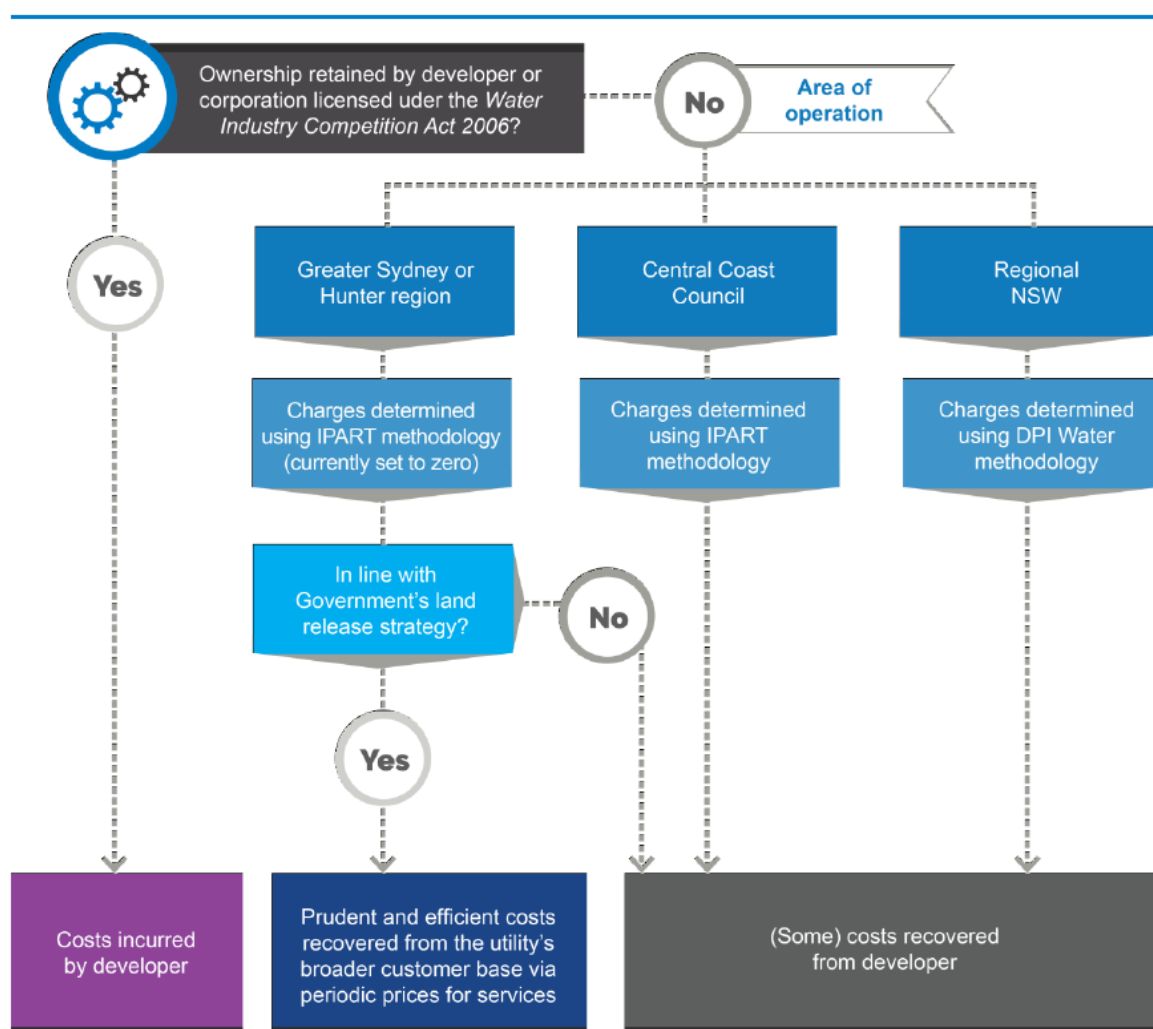 Ownership retained by developer or
corporation licensed uder the Water
Industry Competition Act 2006?
No
Area of
operation
Yes
Greater Sydney or
Hunter region
Central Coast
Council
Regional
NSW
Charges determined
using IPART methodology
(currently set to zero)
Charges determined
using IPART
methodology
Charges determined
using DPI Water
methodology
In line with
Government's land
release strategy?
No
Yes
Costs incurred
by developer
Prudent and efficient costs
recovered from the utility's
broader customer base via
periodic prices for services
(Some) costs recovered
from developer